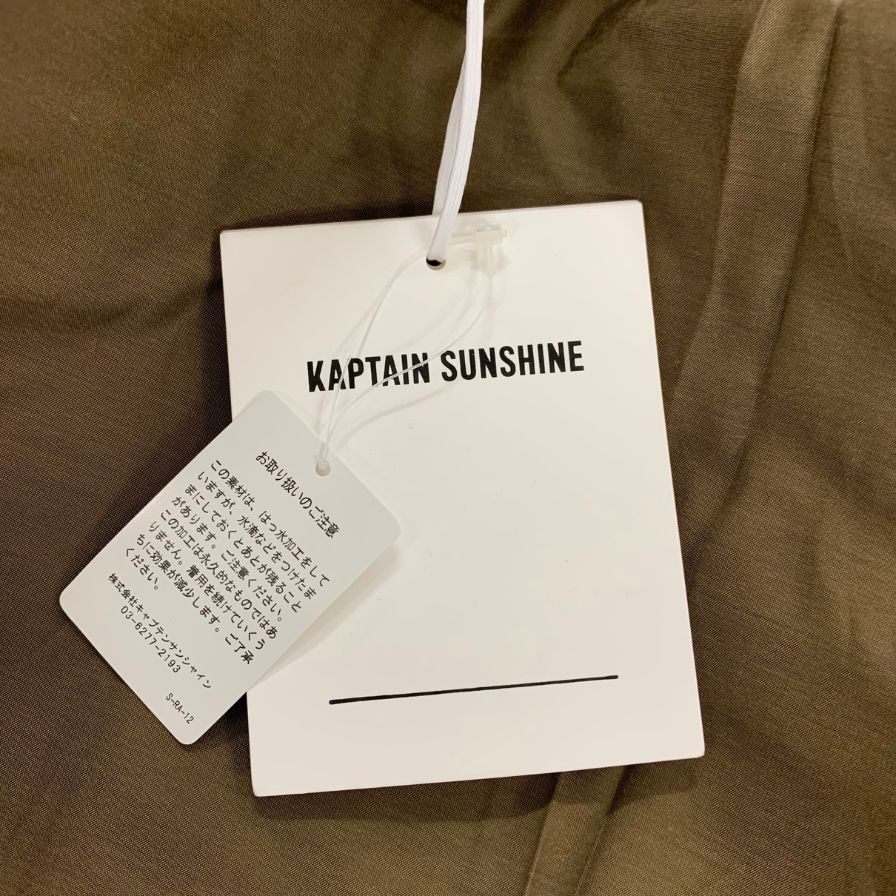 KAPTAIN SUNSHINE
お取り扱いのご注意
この素材は、はっ水加工をして
いますが、水滴などをつけたま
まにしておくとあとが残ること
があります。ご注意ください。
この加工は永久的なものではあ
りません。着用を続けていくう
ちに効果が減少します。ご了承
ください。
株式会社キャプテンサンシャイン
03-6277-2193
S-RA-12